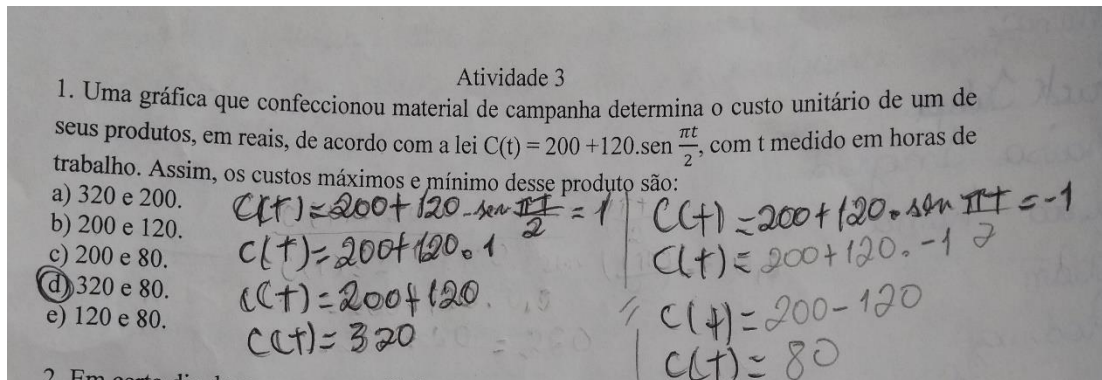 Atividade 3
1. Uma gráfica que confeccionou material de campanha determina o custo unitário de um de
seus produtos, em reais, de acordo com a lei C(t) = 200 +120.sen πt/2, com t medido em horas de
trabalho. Assim, os custos máximos e mínimo desse produto são:
a) 320 e 200.
b) 200 e 120.
c) 200 e 80.
d) 320 e 80.
e) 120 e 80.
C(t)=200+120.sen πt/2 = 1
C(t)=200+120.1
C(t)=200+120
C(t)=320
C(t)=200+120.sen πt/2 = -1
C(t)=200+120.-1
C(t)=200-120
C(t)=80